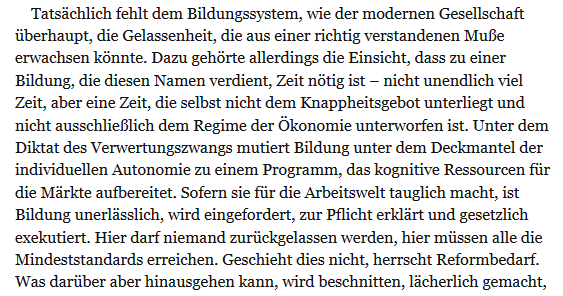 Tatsächlich fehlt dem Bildungssystem, wie der modernen Gesellschaft
überhaupt, die Gelassenheit, die aus einer richtig verstandenen Muße
erwachsen könnte. Dazu gehörte allerdings die Einsicht, dass zu einer
Bildung, die diesen Namen verdient, Zeit nötig ist – nicht unendlich viel
Zeit, aber eine Zeit, die selbst nicht dem Knappheitsgebot unterliegt und
nicht ausschließlich dem Regime der Ökonomie unterworfen ist. Unter dem
Diktat des Verwertungszwangs mutiert Bildung unter dem Deckmantel der
individuellen Autonomie zu einem Programm, das kognitive Ressourcen für
die Märkte aufbereitet. Sofern sie für die Arbeitswelt tauglich macht, ist
Bildung unerlässlich, wird eingefordert, zur Pflicht erklärt und gesetzlich
exekutiert. Hier darf niemand zurückgelassen werden, hier müssen alle die
Mindeststandards erreichen. Geschieht dies nicht, herrscht Reformbedarf.
Was darüber aber hinausgehen kann, wird beschnitten, lächerlich gemacht,